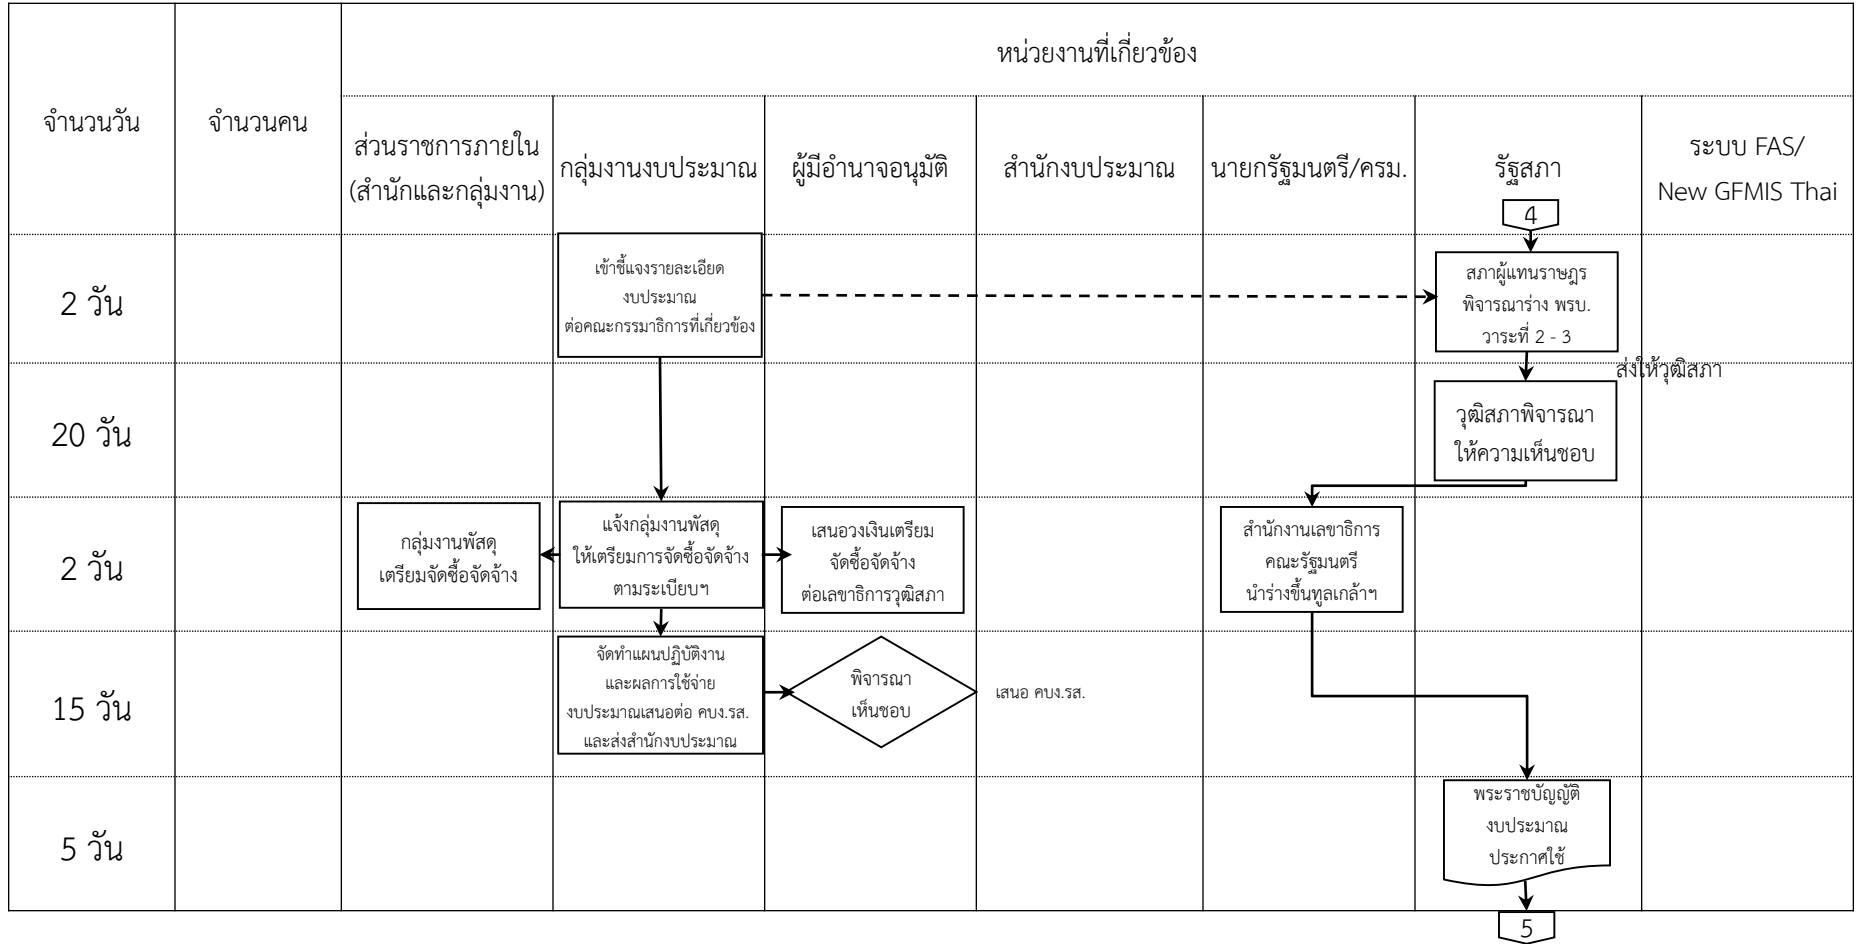 หน่วยงานที่เกี่ยวข้อง
จำนวนวัน
จำนวนคน
ส่วนราชการภายใน
(สำนักและกลุ่มงาน)
กลุ่มงานงบประมาณ
ผู้มีอำนาจอนุมัติ
สำนักงบประมาณ
นายกรัฐมนตรี/ครม.
รัฐสภา
ระบบ FAS/
New GFMIS Thai
4
2 วัน
เข้าชี้แจงรายละเอียด
งบประมาณ
ต่อคณะกรรมาธิการที่เกี่ยวข้อง
สภาผู้แทนราษฎร
พิจารณาร่าง พรบ.
วาระที่ 2 - 3
ส่งให้วุฒิสภา
20 วัน
วุฒิสภาพิจารณา
ให้ความเห็นชอบ
2 วัน
กลุ่มงานพัสดุ
เตรียมจัดซื้อจัดจ้าง
แจ้งกลุ่มงานพัสดุ
ให้เตรียมการจัดซื้อจัดจ้าง
ตามระเบียบฯ
เสนอวงเงินเตรียม
จัดซื้อจัดจ้าง
ต่อเลขาธิการวุฒิสภา
สำนักงานเลขาธิการ
คณะรัฐมนตรี
นำร่างขึ้นทูลเกล้าฯ
15 วัน
จัดทำแผนปฏิบัติงาน
และผลการใช้จ่าย
งบประมาณเสนอต่อ คบง.รส.
และส่งสำนักงบประมาณ
พิจารณา
เห็นชอบ
เสนอ คบง.รส.
5 วัน
พระราชบัญญัติ
งบประมาณ
ประกาศใช้
5